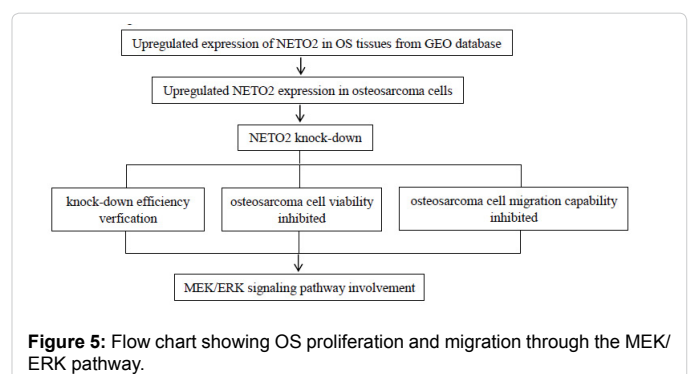 Upregulated expression of NETO2 in OS tissues from GEO database
Upregulated NETO2 expression in osteosarcoma cells
NETO2 knock-down
knock-down efficiency
verfication
osteosarcoma cell viability
inhibited
osteosarcoma cell migration capability
inhibited
MEK/ERK signaling pathway involvement
Figure 5: Flow chart showing OS proliferation and migration through the MEK/
ERK pathway.